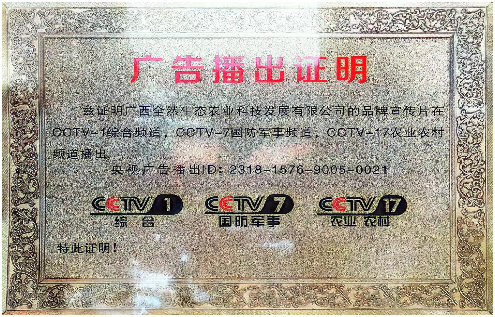 广告播出证明
兹证明广西全然生态农业科技发展有限公司的品牌宣传片在
CCTV-1综合频道，CCTV-7国防军事频道，CCTV-17农业农村
频道播出。
央视广告播出ID：2318-1576-9005-0021
CCTV 1 CCTV 7 CCTV 17
综合 国防军事 农业 农村
特此证明！